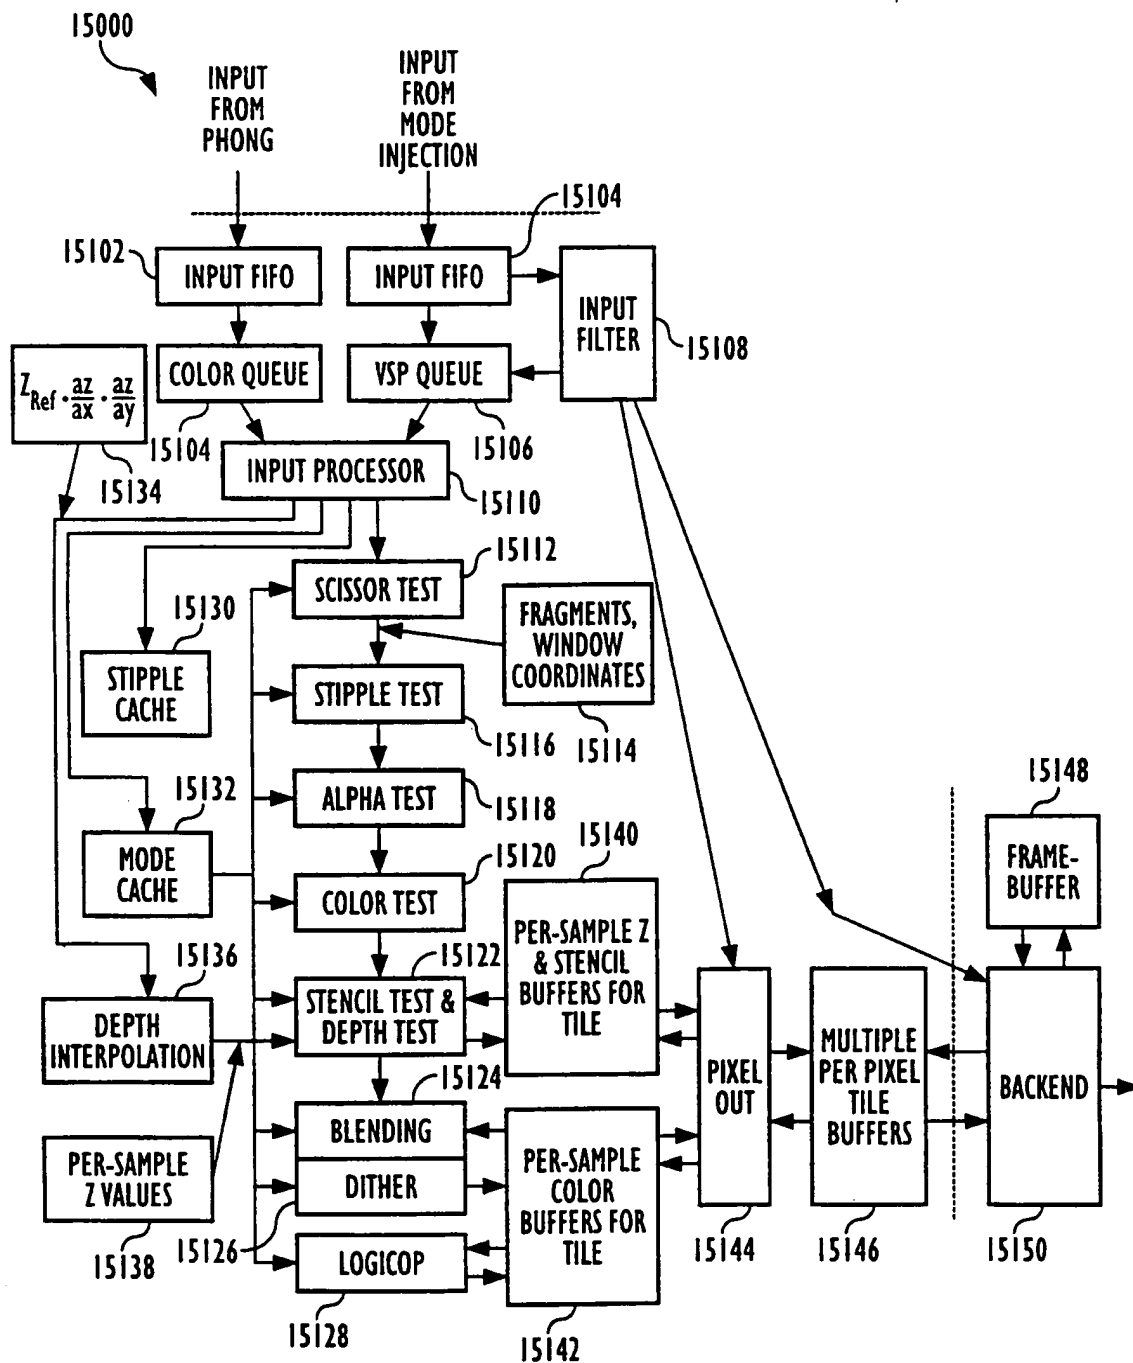 15000
INPUT
FROM
PHONG
INPUT
FROM
MODE
INJECTION
15104
15102
INPUT FIFO
INPUT FIFO
INPUT
FILTER
15108
Z_Ref · az/ax · az/ay
COLOR QUEUE
VSP QUEUE
15104
15106
15134
INPUT PROCESSOR
15110
15112
SCISSOR TEST
FRAGMENTS,
WINDOW
COORDINATES
15114
15130
STIPPLE
CACHE
STIPPLE TEST
15116
15132
MODE
CACHE
ALPHA TEST
15118
15120
COLOR TEST
15140
PER-SAMPLE Z
& STENCIL
BUFFERS FOR
TILE
15148
FRAME-
BUFFER
15136
DEPTH
INTERPOLATION
15122
STENCIL TEST &
DEPTH TEST
15124
BLENDING
DITHER
15126
PER-SAMPLE
Z VALUES
15138
LOGICOP
15128
PER-SAMPLE
COLOR
BUFFERS FOR
TILE
15142
PIXEL
OUT
15144
MULTIPLE
PER PIXEL
TILE
BUFFERS
15146
BACKEND
15150